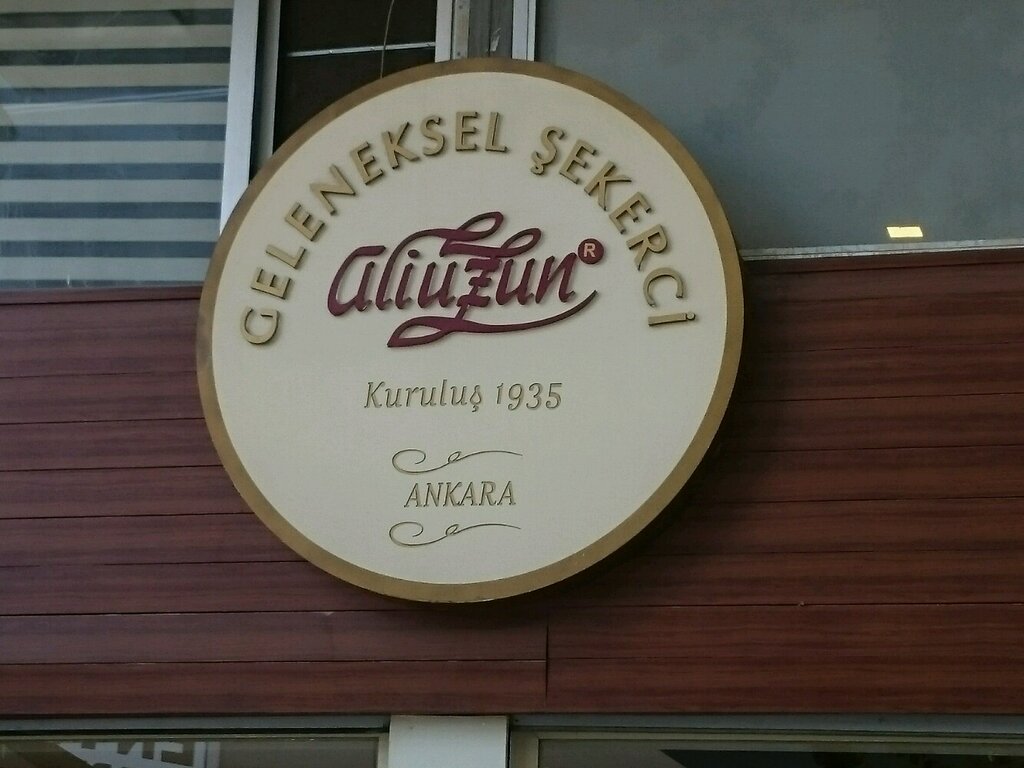 GELENEKSEL ŞEKERCİ
aliuzun®
Kuruluş 1935
ANKARA